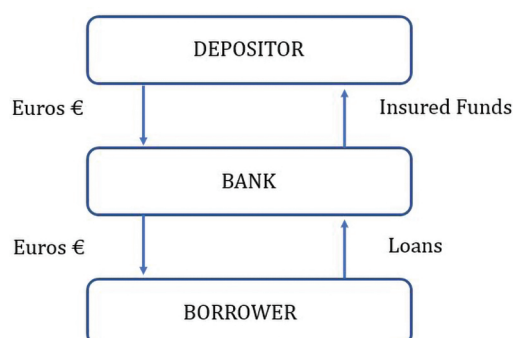 DEPOSITOR
Euros €
Insured Funds
BANK
Euros €
Loans
BORROWER